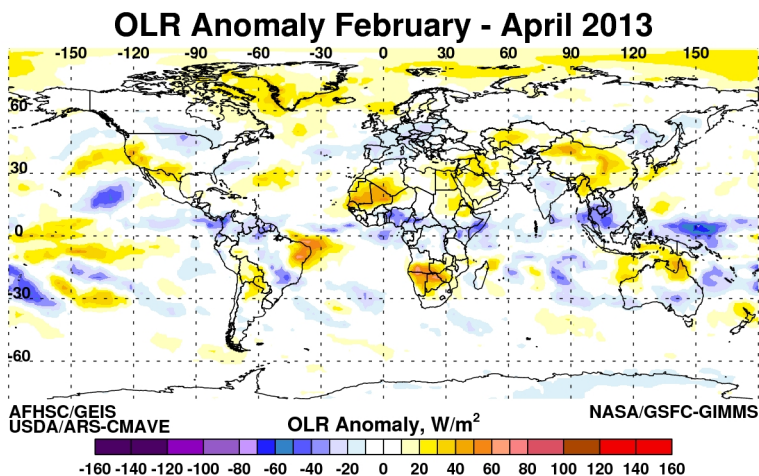 OLR Anomaly February - April 2013
-150 -120 -90 -60 -30 0 30 60 90 120 150
60
30
0
-30
-60
AFHSC/GEIS
USDA/ARS-CMAVE
NASA/GSFC-GIMMS
OLR Anomaly, W/m²
-160 -140 -120 -100 -80 -60 -40 -20 0 20 40 60 80 100 120 140 160